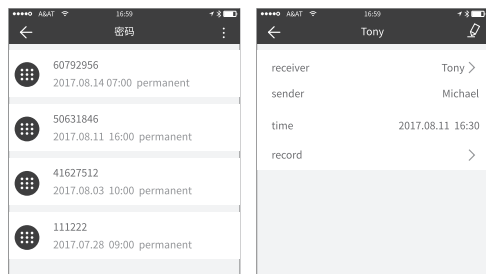 A&AT 16:59
密码
60792956
2017.08.14 07:00 permanent
50631846
2017.08.11 16:00 permanent
41627512
2017.08.03 10:00 permanent
111222
2017.07.28 09:00 permanent
A&AT 16:59
Tony
receiver Tony
sender Michael
time 2017.08.11 16:30
record